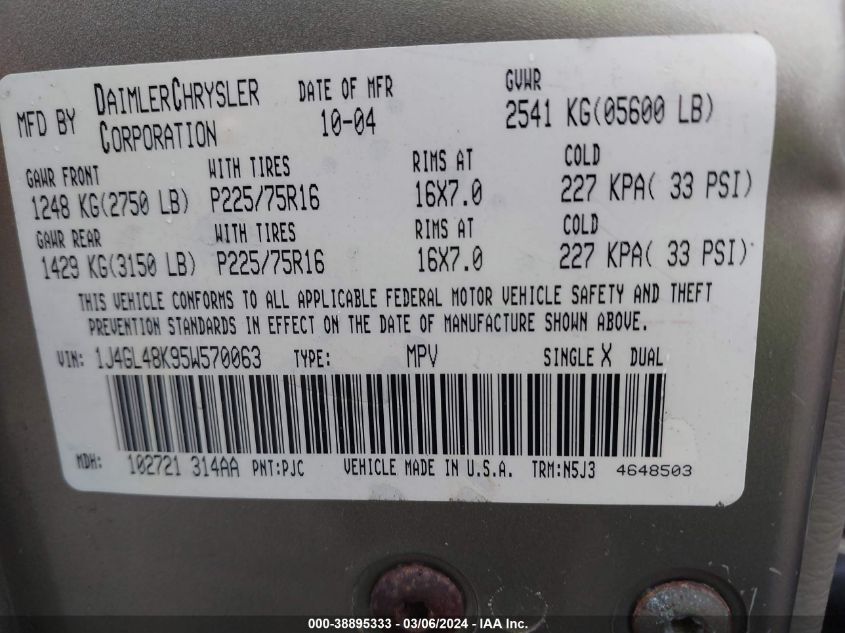 MFD BY DAIMLERCHRYSLER CORPORATION DATE OF MFR 10-04 GVWR 2541 KG(05600 LB)
GAWR FRONT WITH TIRES RIMS AT COLD
1248 KG(2750 LB) P225/75R16 16X7.0 227 KPA( 33 PSI)
GAWR REAR WITH TIRES RIMS AT COLD
1429 KG(3150 LB) P225/75R16 16X7.0 227 KPA( 33 PSI)
THIS VEHICLE CONFORMS TO ALL APPLICABLE FEDERAL MOTOR VEHICLE SAFETY AND THEFT
PREVENTION STANDARDS IN EFFECT ON THE DATE OF MANUFACTURE SHOWN ABOVE.
VIN: 1J4GL48K95W570063 TYPE: MPV SINGLE X DUAL
MDH: 102721 314AA PNT:PJC VEHICLE MADE IN U.S.A. TRM:N5J3 4648503
000-38895333 - 03/06/2024 - IAA, Inc.